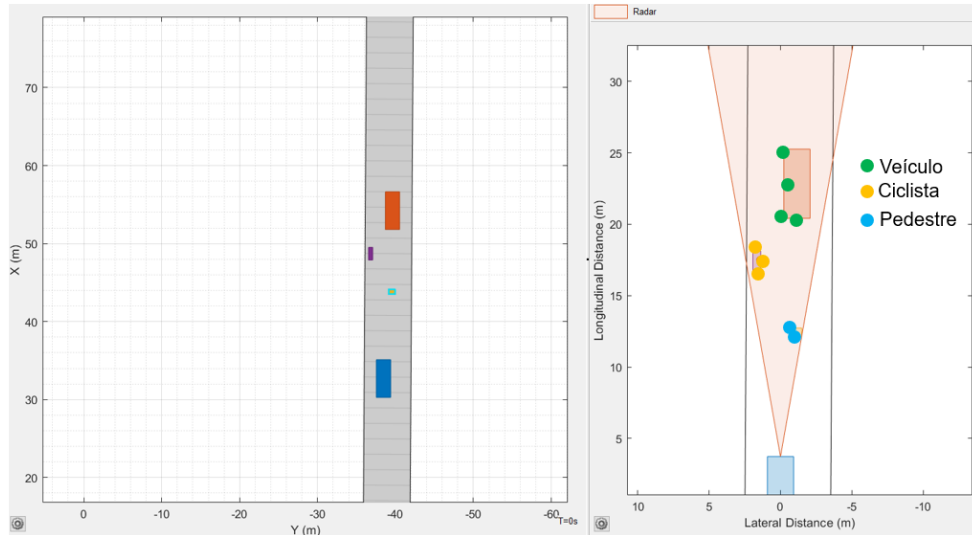 Radar
70
60
50
40
30
20
X (m)
0
-10
-20
-30
-40
-50
-60
Y (m)
T=0s
30
25
20
15
10
5
Longitudinal Distance (m)
10
5
0
-5
-10
Lateral Distance (m)
Veículo
Ciclista
Pedestre